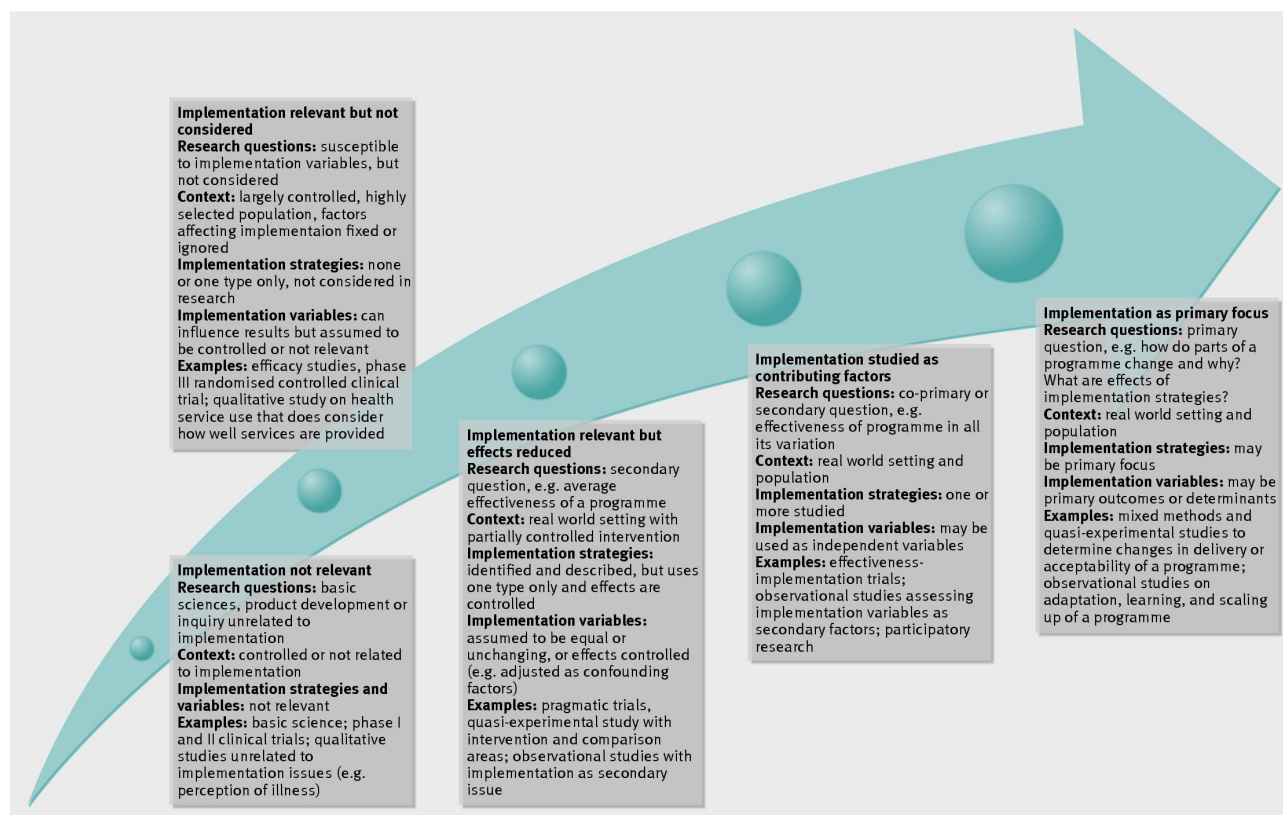 Implementation relevant but not
considered
Research questions: susceptible
to implementation variables, but
not considered
Context: largely controlled, highly
selected population, factors
affecting implementaion fixed or
ignored
Implementation strategies: none
or one type only, not considered in
research
Implementation variables: can
influence results but assumed to
be controlled or not relevant
Examples: efficacy studies, phase
III randomised controlled clinical
trial; qualitative study on health
service use that does consider
how well services are provided
Implementation not relevant
Research questions: basic
sciences, product development or
inquiry unrelated to
implementation
Context: controlled or not related
to implementation
Implementation strategies and
variables: not relevant
Examples: basic science; phase I
and II clinical trials; qualitative
studies unrelated to
implementation issues (e.g.
perception of illness)
Implementation relevant but
effects reduced
Research questions: secondary
question, e.g. average
effectiveness of a programme
Context: real world setting with
partially controlled intervention
Implementation strategies:
identified and described, but uses
one type only and effects are
controlled
Implementation variables:
assumed to be equal or
unchanging, or effects controlled
(e.g. adjusted as confounding
factors)
Examples: pragmatic trials,
quasi-experimental study with
intervention and comparison
areas; observational studies with
implementation as secondary
issue
Implementation studied as
contributing factors
Research questions: co-primary or
secondary question, e.g.
effectiveness of programme in all
its variation
Context: real world setting and
population
Implementation strategies: one or
more studied
Implementation variables: may be
used as independent variables
Examples: effectiveness-
implementation trials;
observational studies assessing
implementation variables as
secondary factors; participatory
research
Implementation as primary focus
Research questions: primary
question, e.g. how do parts of a
programme change and why?
What are effects of
implementation strategies?
Context: real world setting and
population
Implementation strategies: may
be primary focus
Implementation variables: may be
primary outcomes or determinants
Examples: mixed methods and
quasi-experimental studies to
determine changes in delivery or
acceptability of a programme;
observational studies on
adaptation, learning, and scaling
up of a programme